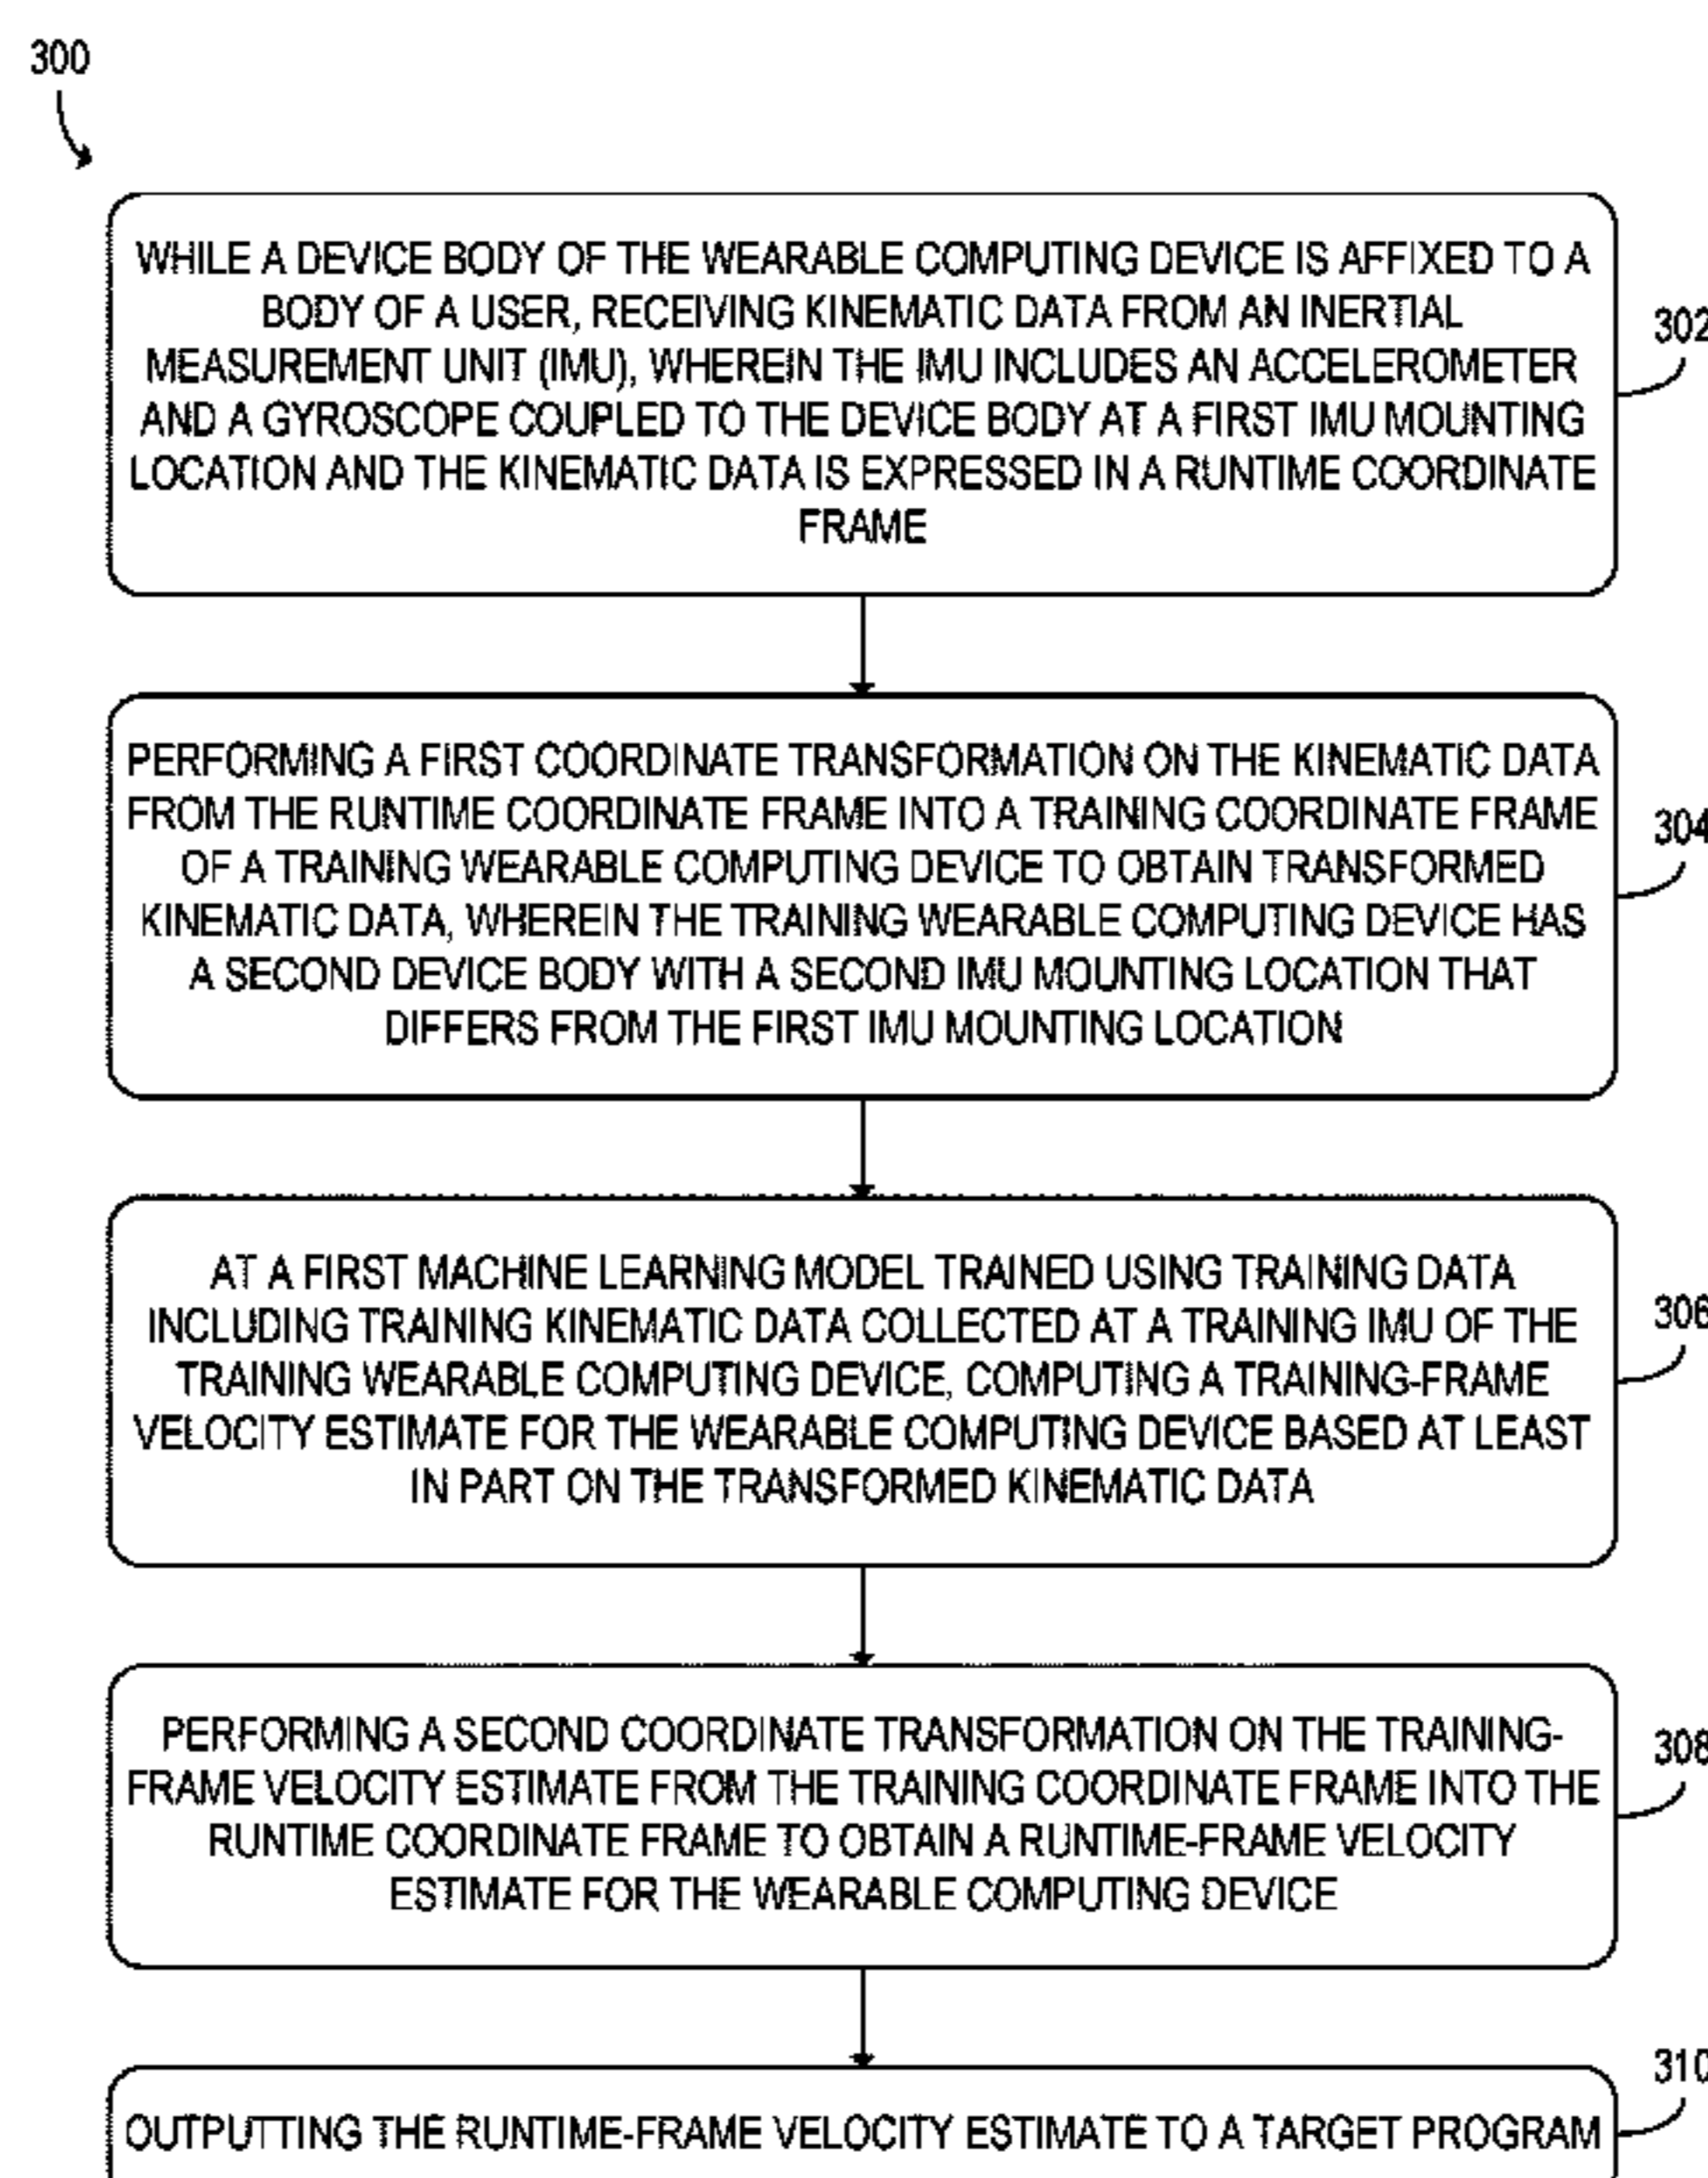 300
WHILE A DEVICE BODY OF THE WEARABLE COMPUTING DEVICE IS AFFIXED TO A
BODY OF A USER, RECEIVING KINEMATIC DATA FROM AN INERTIAL
MEASUREMENT UNIT (IMU), WHEREIN THE IMU INCLUDES AN ACCELEROMETER
AND A GYROSCOPE COUPLED TO THE DEVICE BODY AT A FIRST IMU MOUNTING
LOCATION AND THE KINEMATIC DATA IS EXPRESSED IN A RUNTIME COORDINATE
FRAME
302
PERFORMING A FIRST COORDINATE TRANSFORMATION ON THE KINEMATIC DATA
FROM THE RUNTIME COORDINATE FRAME INTO A TRAINING COORDINATE FRAME
OF A TRAINING WEARABLE COMPUTING DEVICE TO OBTAIN TRANSFORMED
KINEMATIC DATA, WHEREIN THE TRAINING WEARABLE COMPUTING DEVICE HAS
A SECOND DEVICE BODY WITH A SECOND IMU MOUNTING LOCATION THAT
DIFFERS FROM THE FIRST IMU MOUNTING LOCATION
304
AT A FIRST MACHINE LEARNING MODEL TRAINED USING TRAINING DATA
INCLUDING TRAINING KINEMATIC DATA COLLECTED AT A TRAINING IMU OF THE
TRAINING WEARABLE COMPUTING DEVICE, COMPUTING A TRAINING-FRAME
VELOCITY ESTIMATE FOR THE WEARABLE COMPUTING DEVICE BASED AT LEAST
IN PART ON THE TRANSFORMED KINEMATIC DATA
306
PERFORMING A SECOND COORDINATE TRANSFORMATION ON THE TRAINING-
FRAME VELOCITY ESTIMATE FROM THE TRAINING COORDINATE FRAME INTO THE
RUNTIME COORDINATE FRAME TO OBTAIN A RUNTIME-FRAME VELOCITY
ESTIMATE FOR THE WEARABLE COMPUTING DEVICE
308
OUTPUTTING THE RUNTIME-FRAME VELOCITY ESTIMATE TO A TARGET PROGRAM
310